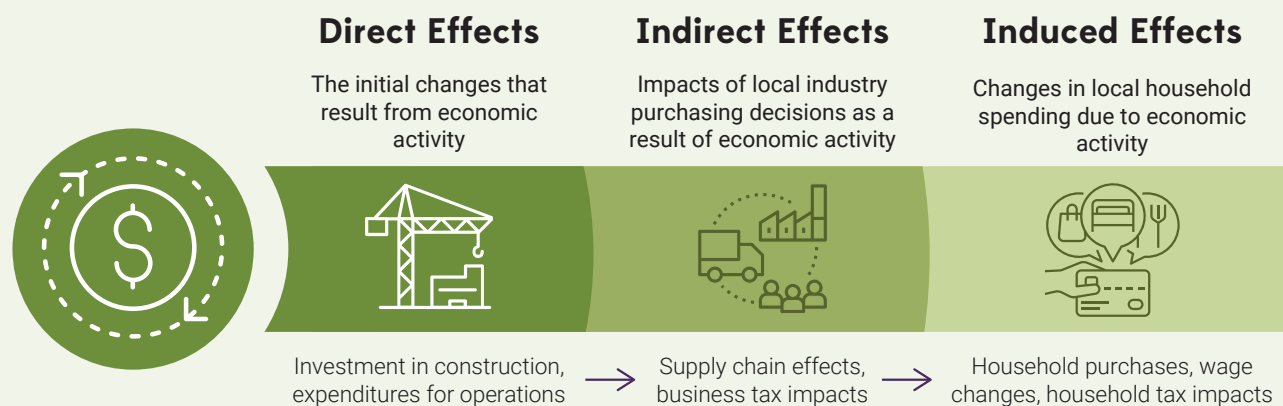 Direct Effects
The initial changes that
result from economic
activity
Indirect Effects
Impacts of local industry
purchasing decisions as a
result of economic activity
Induced Effects
Changes in local household
spending due to economic
activity
$
Investment in construction,
expenditures for operations
Supply chain effects,
business tax impacts
Household purchases, wage
changes, household tax impacts